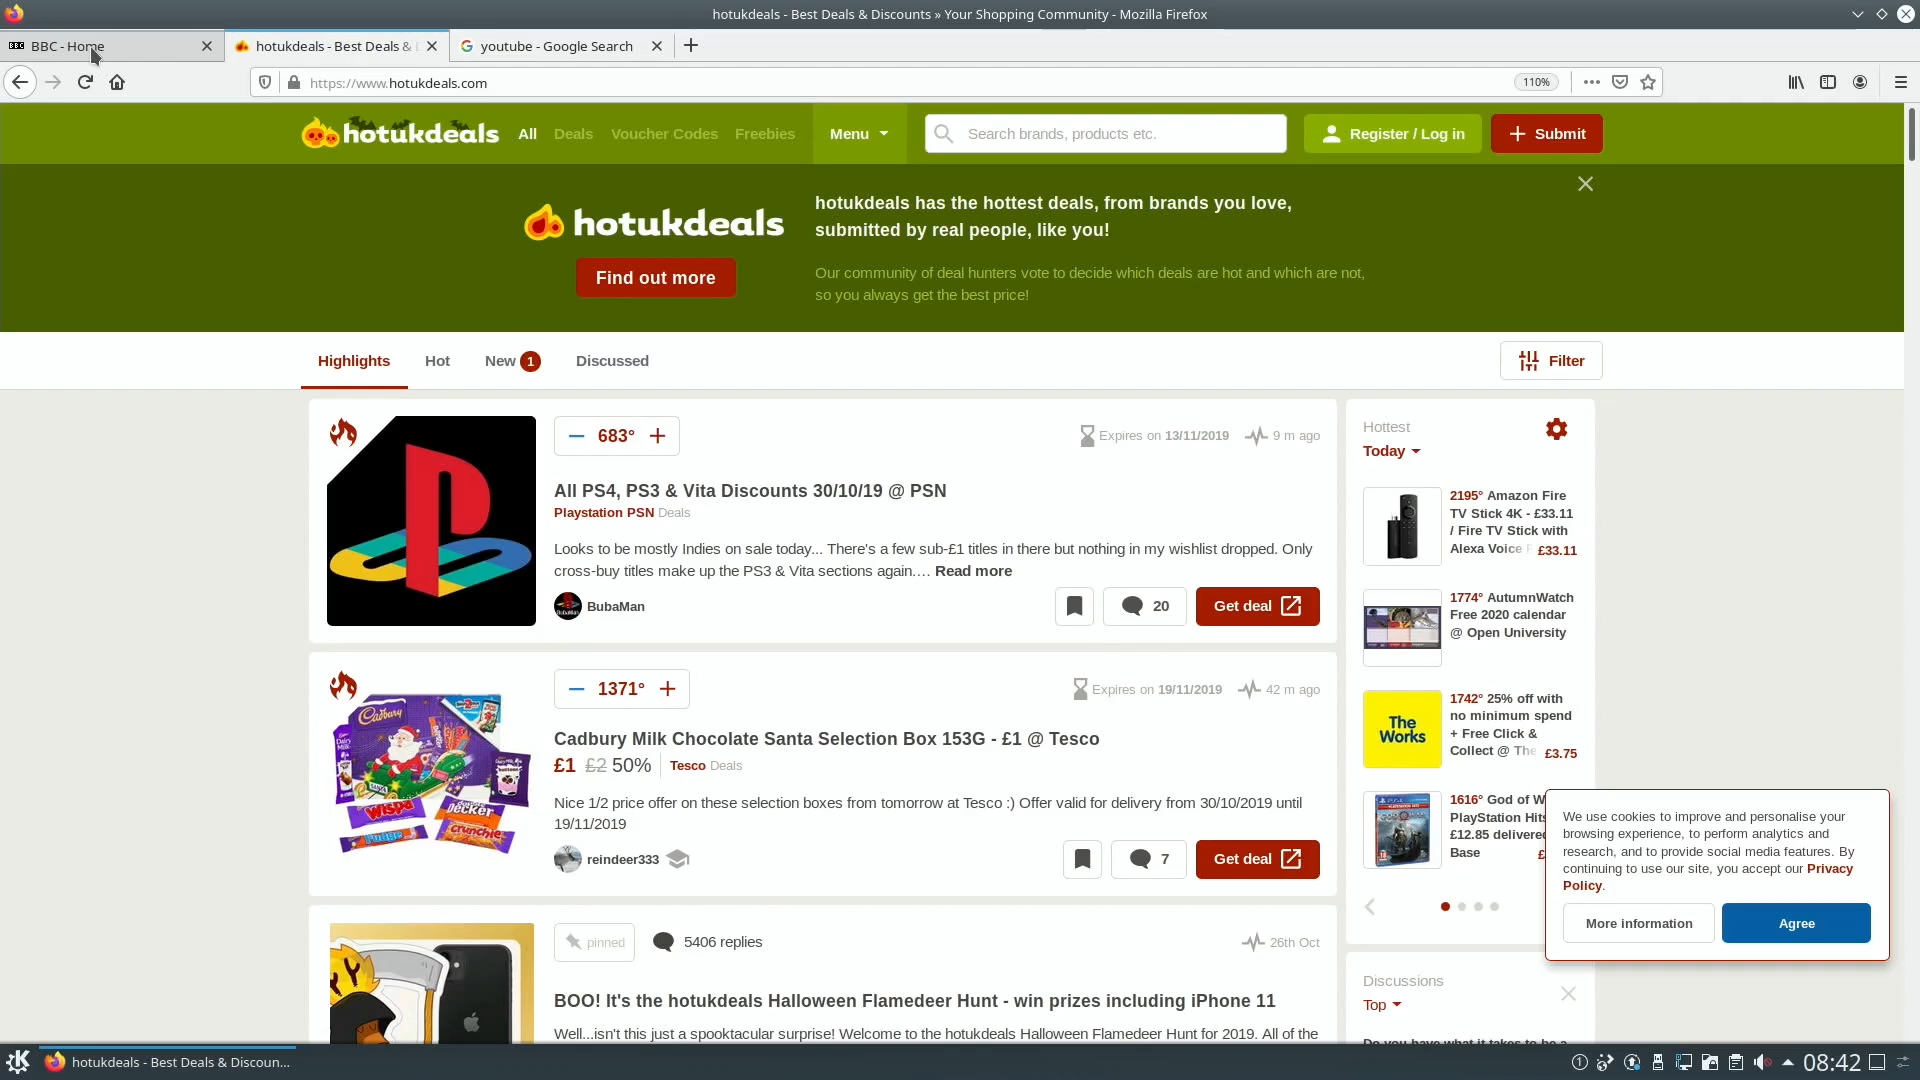 hotukdeals - Best Deals & Discounts » Your Shopping Community - Mozilla Firefox
BBC - Home
hotukdeals - Best Deals &
youtube - Google Search
https://www.hotukdeals.com
110%
hotukdeals
All
Deals
Voucher Codes
Freebies
Menu
Search brands, products etc.
Register / Log in
Submit
hotukdeals
Find out more
hotukdeals has the hottest deals, from brands you love,
submitted by real people, like you!
Our community of deal hunters vote to decide which deals are hot and which are not,
so you always get the best price!
Highlights
Hot
New 1
Discussed
Filter
683°
Expires on 13/11/2019
9 m ago
All PS4, PS3 & Vita Discounts 30/10/19 @ PSN
Playstation PSN Deals
Looks to be mostly Indies on sale today... There's a few sub-£1 titles in there but nothing in my wishlist dropped. Only
cross-buy titles make up the PS3 & Vita sections again.… Read more
BubaMan
20
Get deal
1371°
Expires on 19/11/2019
42 m ago
Cadbury Milk Chocolate Santa Selection Box 153G - £1 @ Tesco
£1 £2 50% Tesco Deals
Nice 1/2 price offer on these selection boxes from tomorrow at Tesco :) Offer valid for delivery from 30/10/2019 until
19/11/2019
reindeer333
7
Get deal
Cadbury
Wispa
Decker
Fudge
Crunchie
pinned
5406 replies
26th Oct
BOO! It's the hotukdeals Halloween Flamedeer Hunt - win prizes including iPhone 11
Well...isn't this just a spooktacular surprise! Welcome to the hotukdeals Halloween Flamedeer Hunt for 2019. All of the
Hottest
Today
2195° Amazon Fire
TV Stick 4K - £33.11
/ Fire TV Stick with
Alexa Voice £33.11
1774° AutumnWatch
Free 2020 calendar
@ Open University
The
Works
1742° 25% off with
no minimum spend
+ Free Click &
Collect @ The £3.75
1616° God of W
PlayStation Hits
£12.85 delivered
Base £
We use cookies to improve and personalise your
browsing experience, to perform analytics and
research, and to provide social media features. By
continuing to use our site, you accept our Privacy
Policy.
More information
Agree
Discussions
Top
Do you have what it takes to be a
hotukdeals - Best Deals & Discoun...
08:42